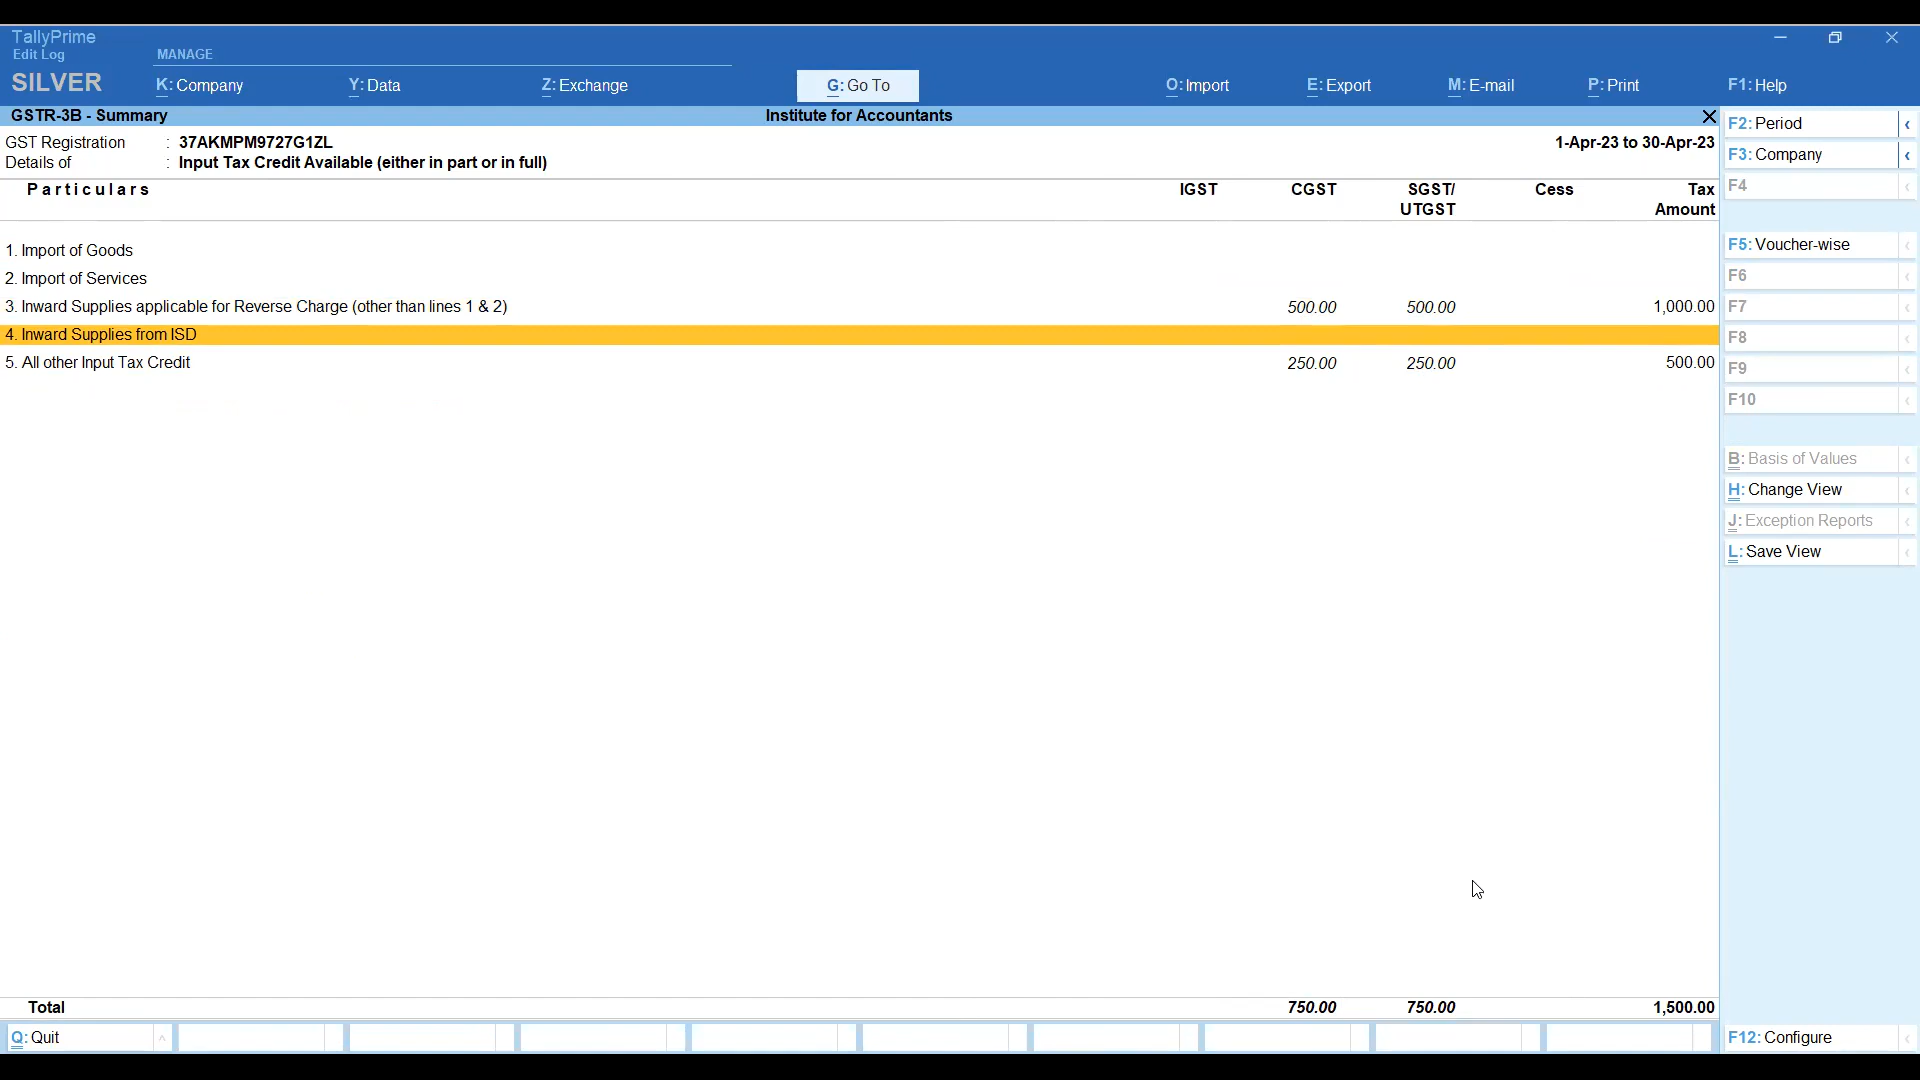 TallyPrime
Edit Log
MANAGE
SILVER K: Company Y: Data Z: Exchange G: Go To O: Import E: Export M: E-mail P: Print F1: Help
GSTR-3B - Summary Institute for Accountants
GST Registration : 37AKMPM9727G1ZL 1-Apr-23 to 30-Apr-23
Details of : Input Tax Credit Available (either in part or in full)
Particulars IGST CGST SGST/ Cess Tax
UTGST Amount
1. Import of Goods
2. Import of Services
3. Inward Supplies applicable for Reverse Charge (other than lines 1 & 2) 500.00 500.00 1,000.00
4. Inward Supplies from ISD
5. All other Input Tax Credit 250.00 250.00 500.00
Total 750.00 750.00 1,500.00
Q: Quit
F2: Period
F3: Company
F4
F5: Voucher-wise
F6
F7
F8
F9
F10
B: Basis of Values
H: Change View
J: Exception Reports
L: Save View
F12: Configure